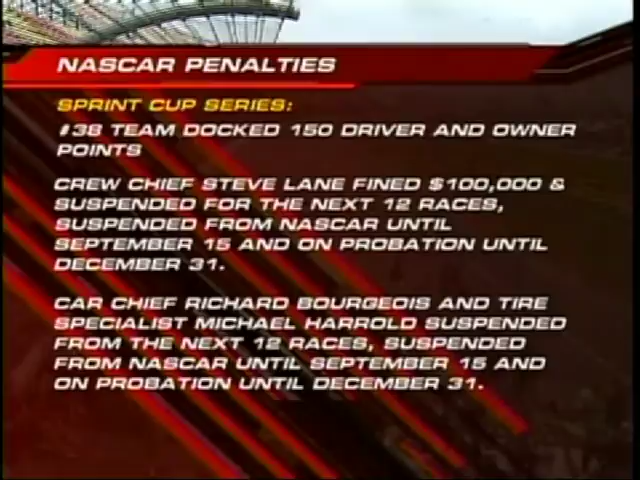 NASCAR PENALTIES
SPRINT CUP SERIES:
#38 TEAM DOCKED 150 DRIVER AND OWNER
POINTS
CREW CHIEF STEVE LANE FINED $100,000 &
SUSPENDED FOR THE NEXT 12 RACES,
SUSPENDED FROM NASCAR UNTIL
SEPTEMBER 15 AND ON PROBATION UNTIL
DECEMBER 31.
CAR CHIEF RICHARD BOURGEOIS AND TIRE
SPECIALIST MICHAEL HARROLD SUSPENDED
FROM THE NEXT 12 RACES, SUSPENDED
FROM NASCAR UNTIL SEPTEMBER 15 AND
ON PROBATION UNTIL DECEMBER 31.